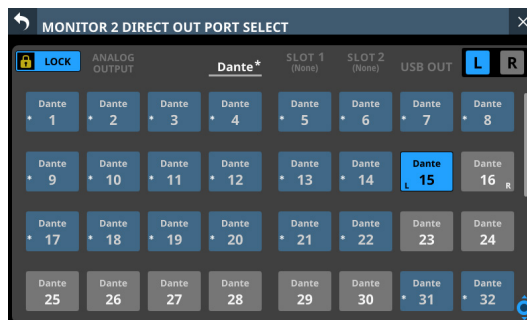 MONITOR 2 DIRECT OUT PORT SELECT
LOCK
ANALOG OUTPUT
Dante*
SLOT 1 (None)
SLOT 2 (None)
USB OUT
L
R
Dante Dante Dante Dante Dante Dante Dante Dante
* 1 * 2 * 3 * 4 * 5 * 6 * 7 * 8
Dante Dante Dante Dante Dante Dante Dante Dante
* 9 * 10 * 11 * 12 * 13 * 14 L 15 16 R
Dante Dante Dante Dante Dante Dante Dante Dante
* 17 * 18 * 19 * 20 * 21 * 22 23 24
Dante Dante Dante Dante Dante Dante Dante Dante
25 26 27 28 29 30 * 31 * 32